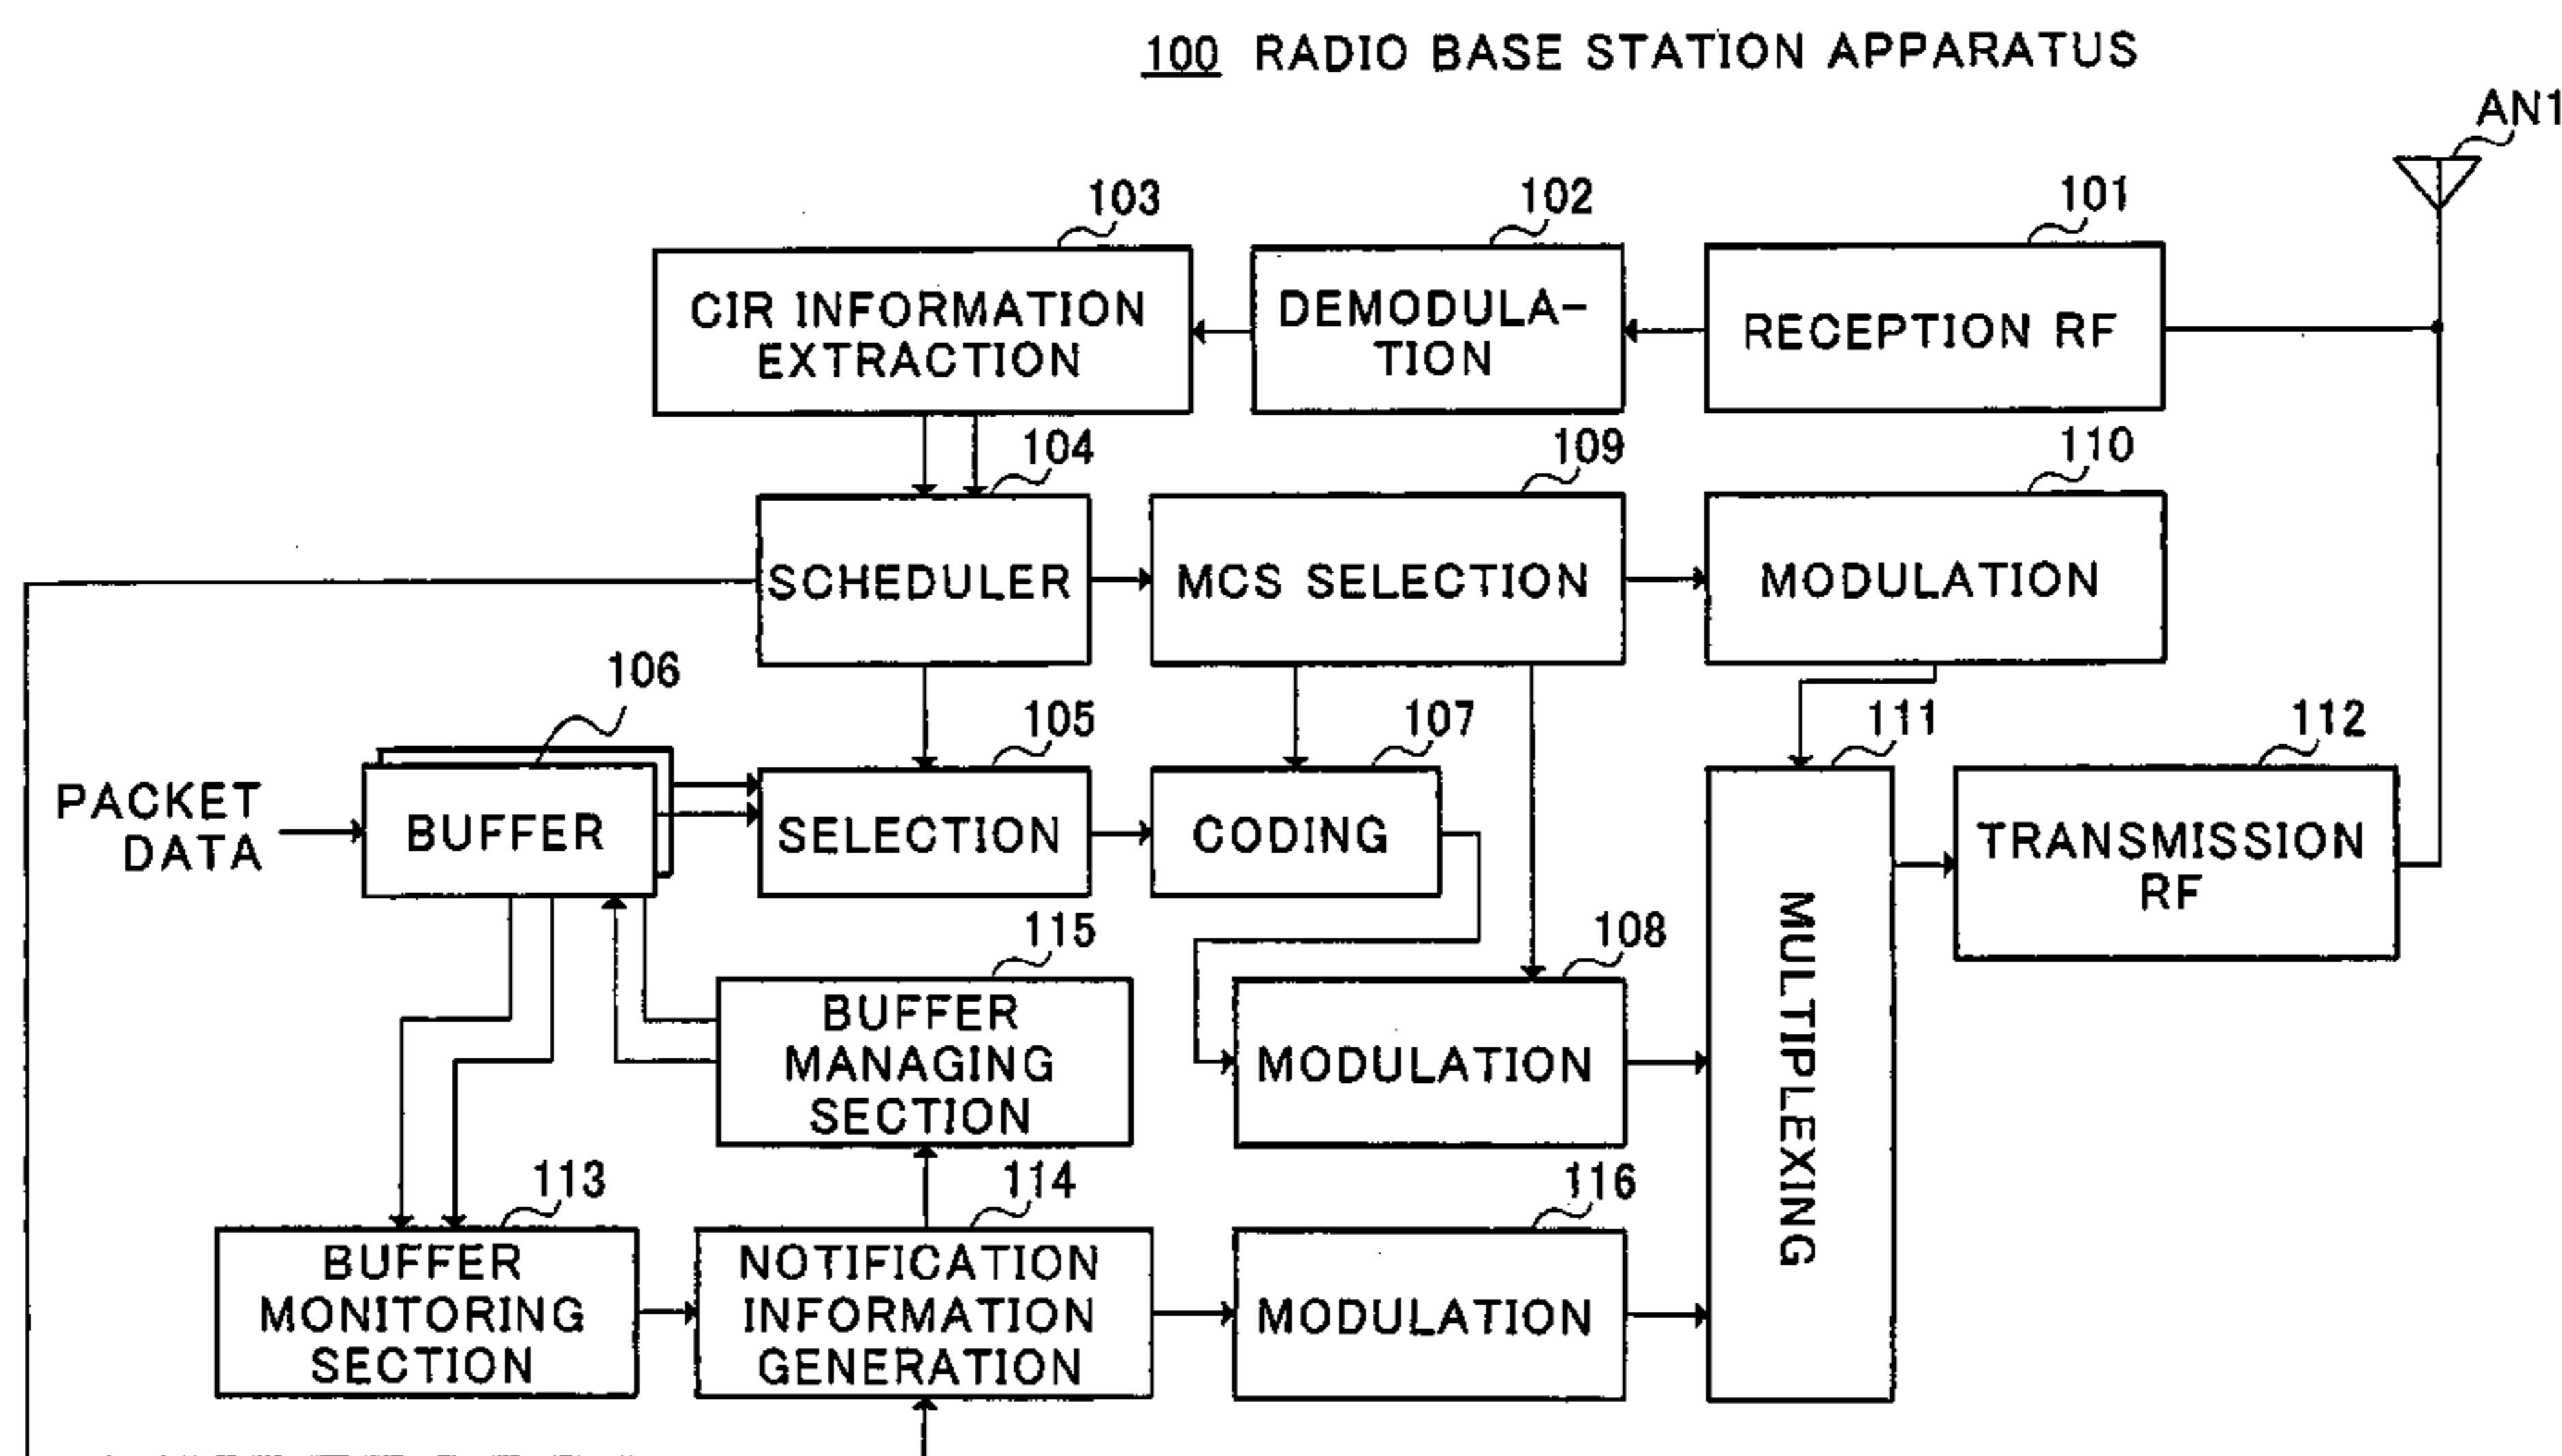 100 RADIO BASE STATION APPARATUS
AN1
103
102
101
CIR INFORMATION
EXTRACTION
DEMODULA-
TION
RECEPTION RF
104
109
110
SCHEDULER
MCS SELECTION
MODULATION
106
105
107
111
112
PACKET
DATA
BUFFER
SELECTION
CODING
TRANSMISSION
RF
MULTIPLEXING
115
108
BUFFER
MANAGING
SECTION
MODULATION
113
114
116
BUFFER
MONITORING
SECTION
NOTIFICATION
INFORMATION
GENERATION
MODULATION